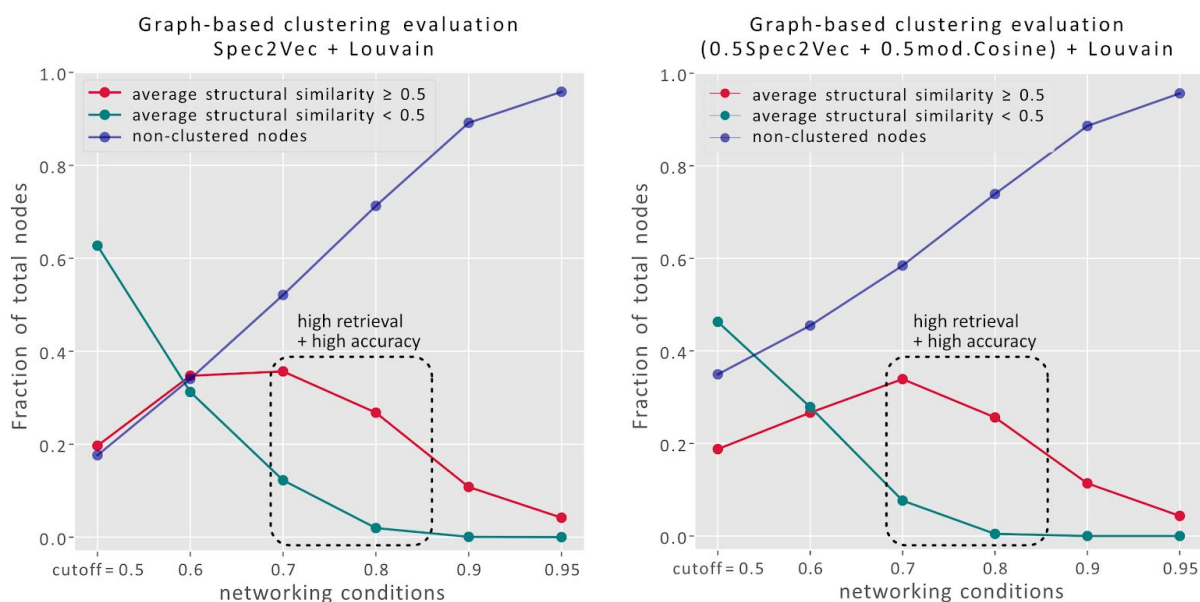 Graph-based clustering evaluation
Spec2Vec + Louvain
1.0
0.8
0.6
0.4
0.2
0.0
Fraction of total nodes
average structural similarity ≥ 0.5
average structural similarity < 0.5
non-clustered nodes
high retrieval
+ high accuracy
cutoff = 0.5
0.6
0.7
0.8
0.9
0.95
networking conditions
Graph-based clustering evaluation
(0.5Spec2Vec + 0.5mod.Cosine) + Louvain
1.0
0.8
0.6
0.4
0.2
0.0
Fraction of total nodes
average structural similarity ≥ 0.5
average structural similarity < 0.5
non-clustered nodes
high retrieval
+ high accuracy
cutoff = 0.5
0.6
0.7
0.8
0.9
0.95
networking conditions